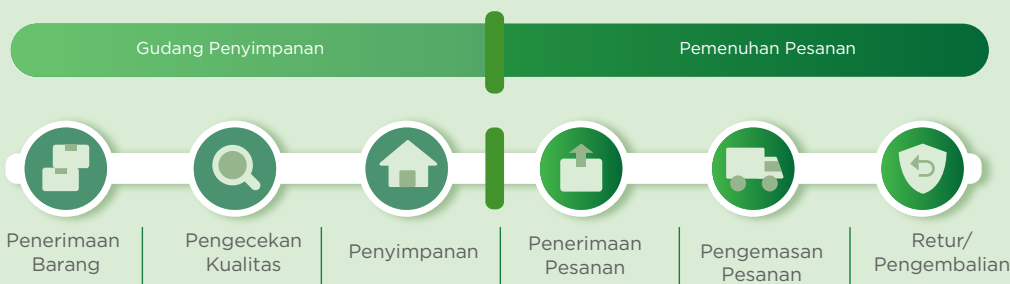 Gudang Penyimpanan
Pemenuhan Pesanan
Penerimaan
Barang
Pengecekan
Kualitas
Penyimpanan
Penerimaan
Pesanan
Pengemasan
Pesanan
Retur/
Pengembalian